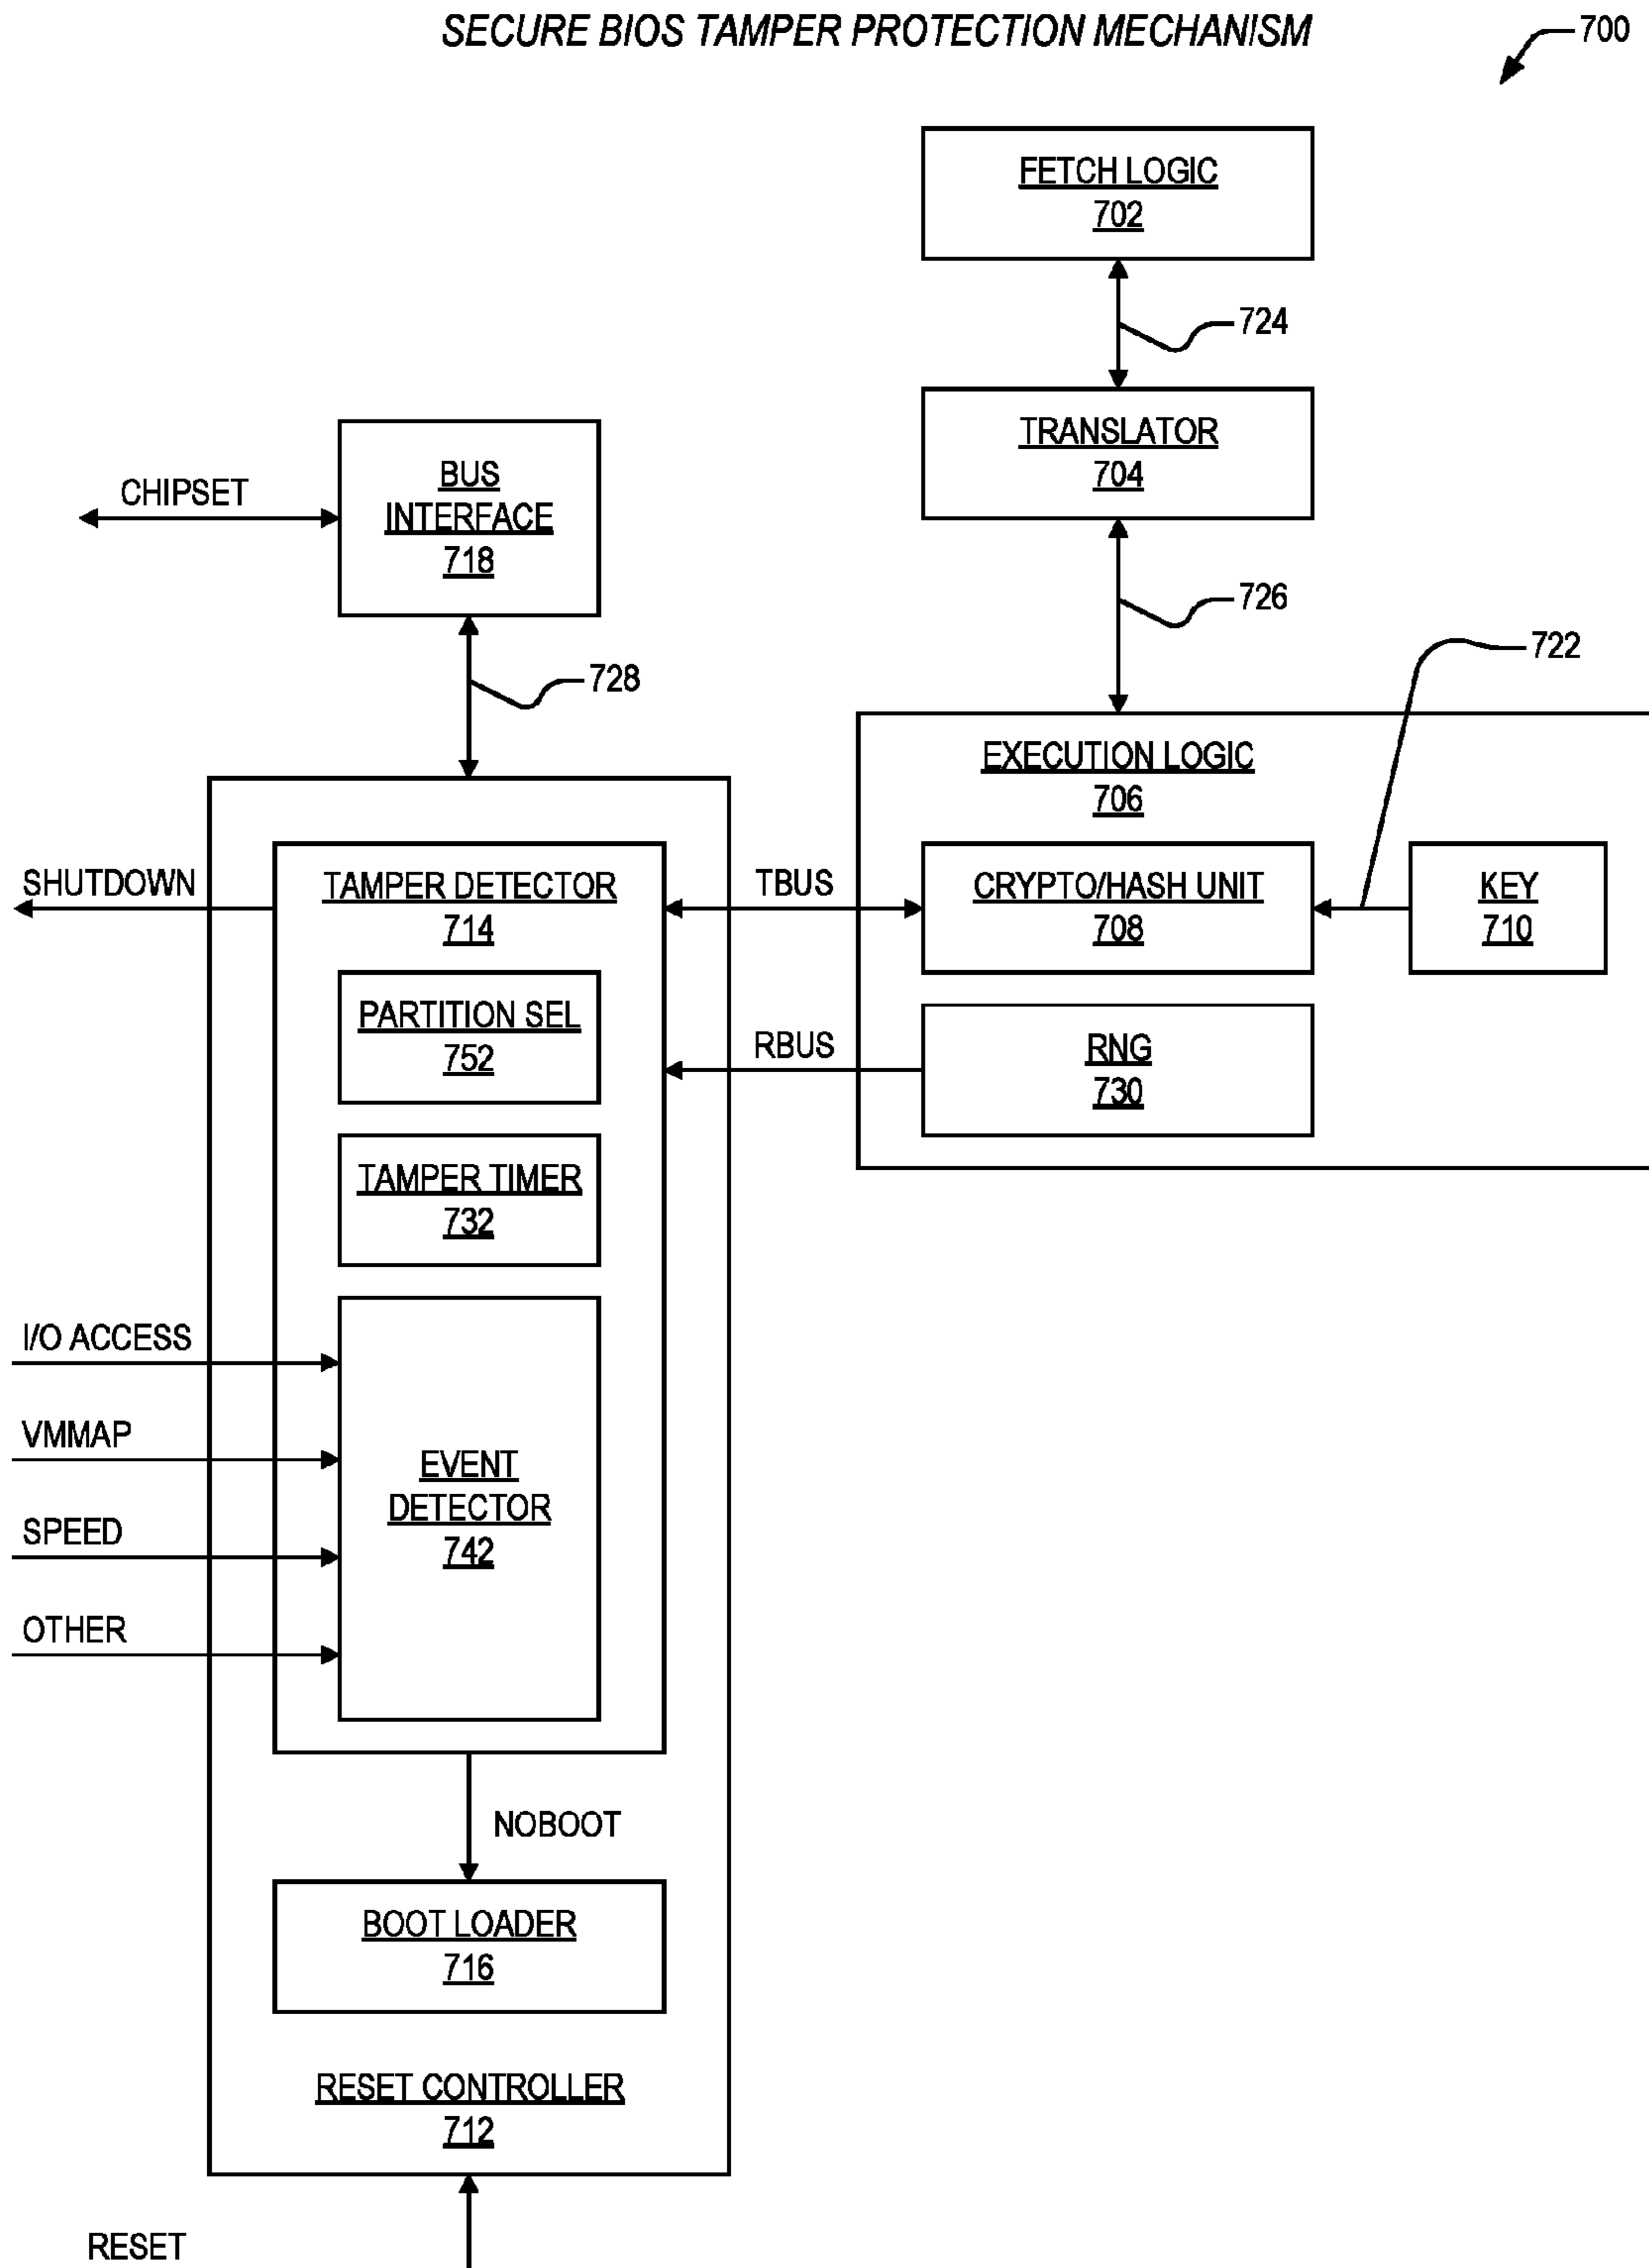 SECURE BIOS TAMPER PROTECTION MECHANISM
700
FETCH LOGIC
702
724
TRANSLATOR
704
CHIPSET
BUS
INTERFACE
718
726
722
728
EXECUTION LOGIC
706
SHUTDOWN
TAMPER DETECTOR
714
TBUS
CRYPTO/HASH UNIT
708
KEY
710
PARTITION SEL
752
RBUS
RNG
730
TAMPER TIMER
732
I/O ACCESS
VMMAP
SPEED
OTHER
EVENT
DETECTOR
742
NOBOOT
BOOT LOADER
716
RESET CONTROLLER
712
RESET